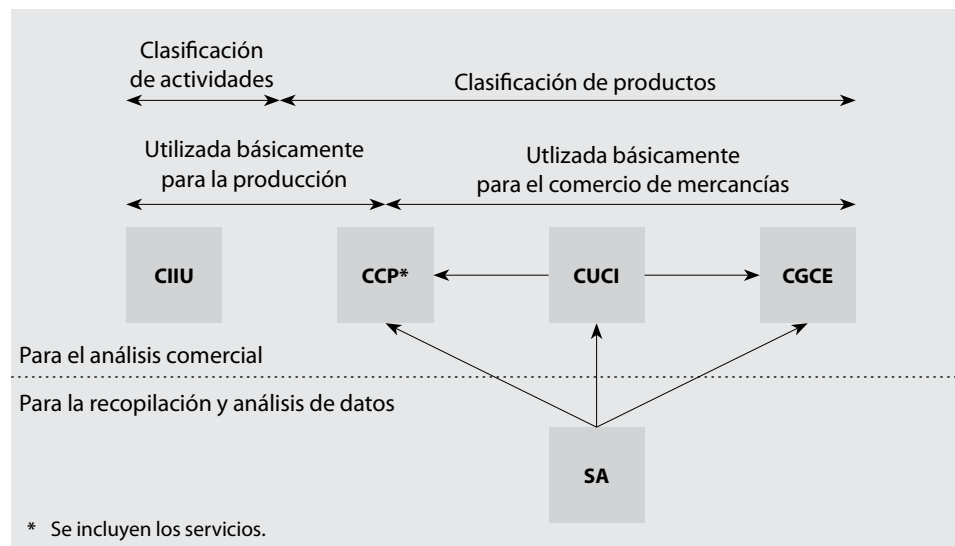 Clasificación
de actividades
Clasificación de productos
Utilizada básicamente
para la producción
Utlizada básicamente
para el comercio de mercancías
CIIU
CCP*
CUCI
CGCE
Para el análisis comercial
Para la recopilación y análisis de datos
SA
* Se incluyen los servicios.